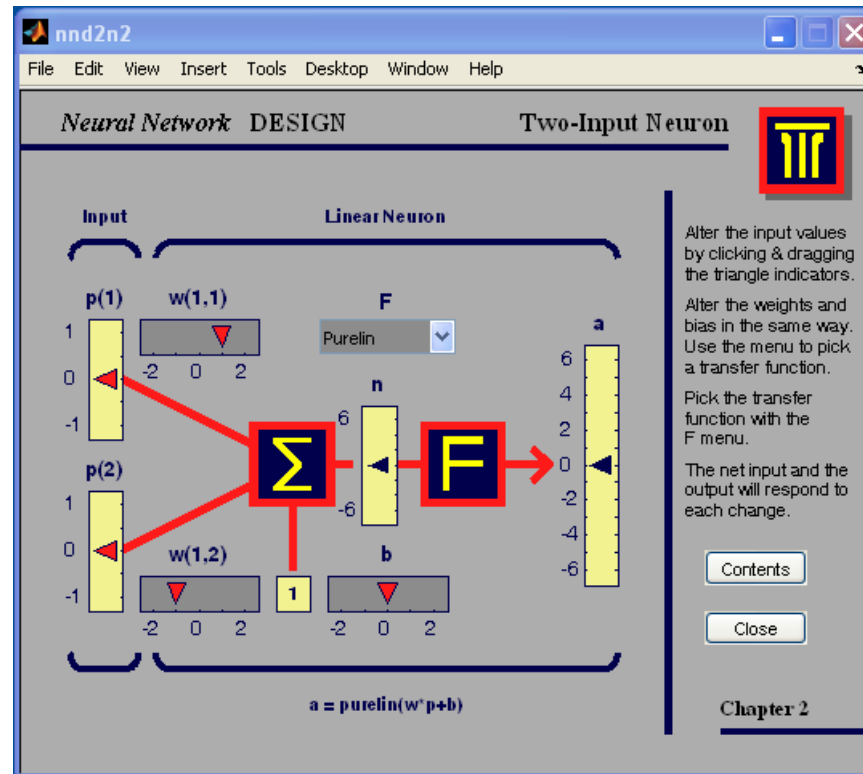 nnd2n2
File Edit View Insert Tools Desktop Window Help
Neural Network DESIGN
Two-Input Neuron
Input
Linear Neuron
p(1)
w(1,1)
F
a
1
0
-1
-2 0 2
Purelin
n
6
-6
6
4
2
0
-2
-4
-6
Σ
F
p(2)
1
0
-1
w(1,2)
-2 0 2
1
b
-2 0 2
a = purelin(w*p+b)
Alter the input values
by clicking & dragging
the triangle indicators.
Alter the weights and
bias in the same way.
Use the menu to pick
a transfer function.
Pick the transfer
function with the
F menu.
The net input and the
output will respond to
each change.
Contents
Close
Chapter 2